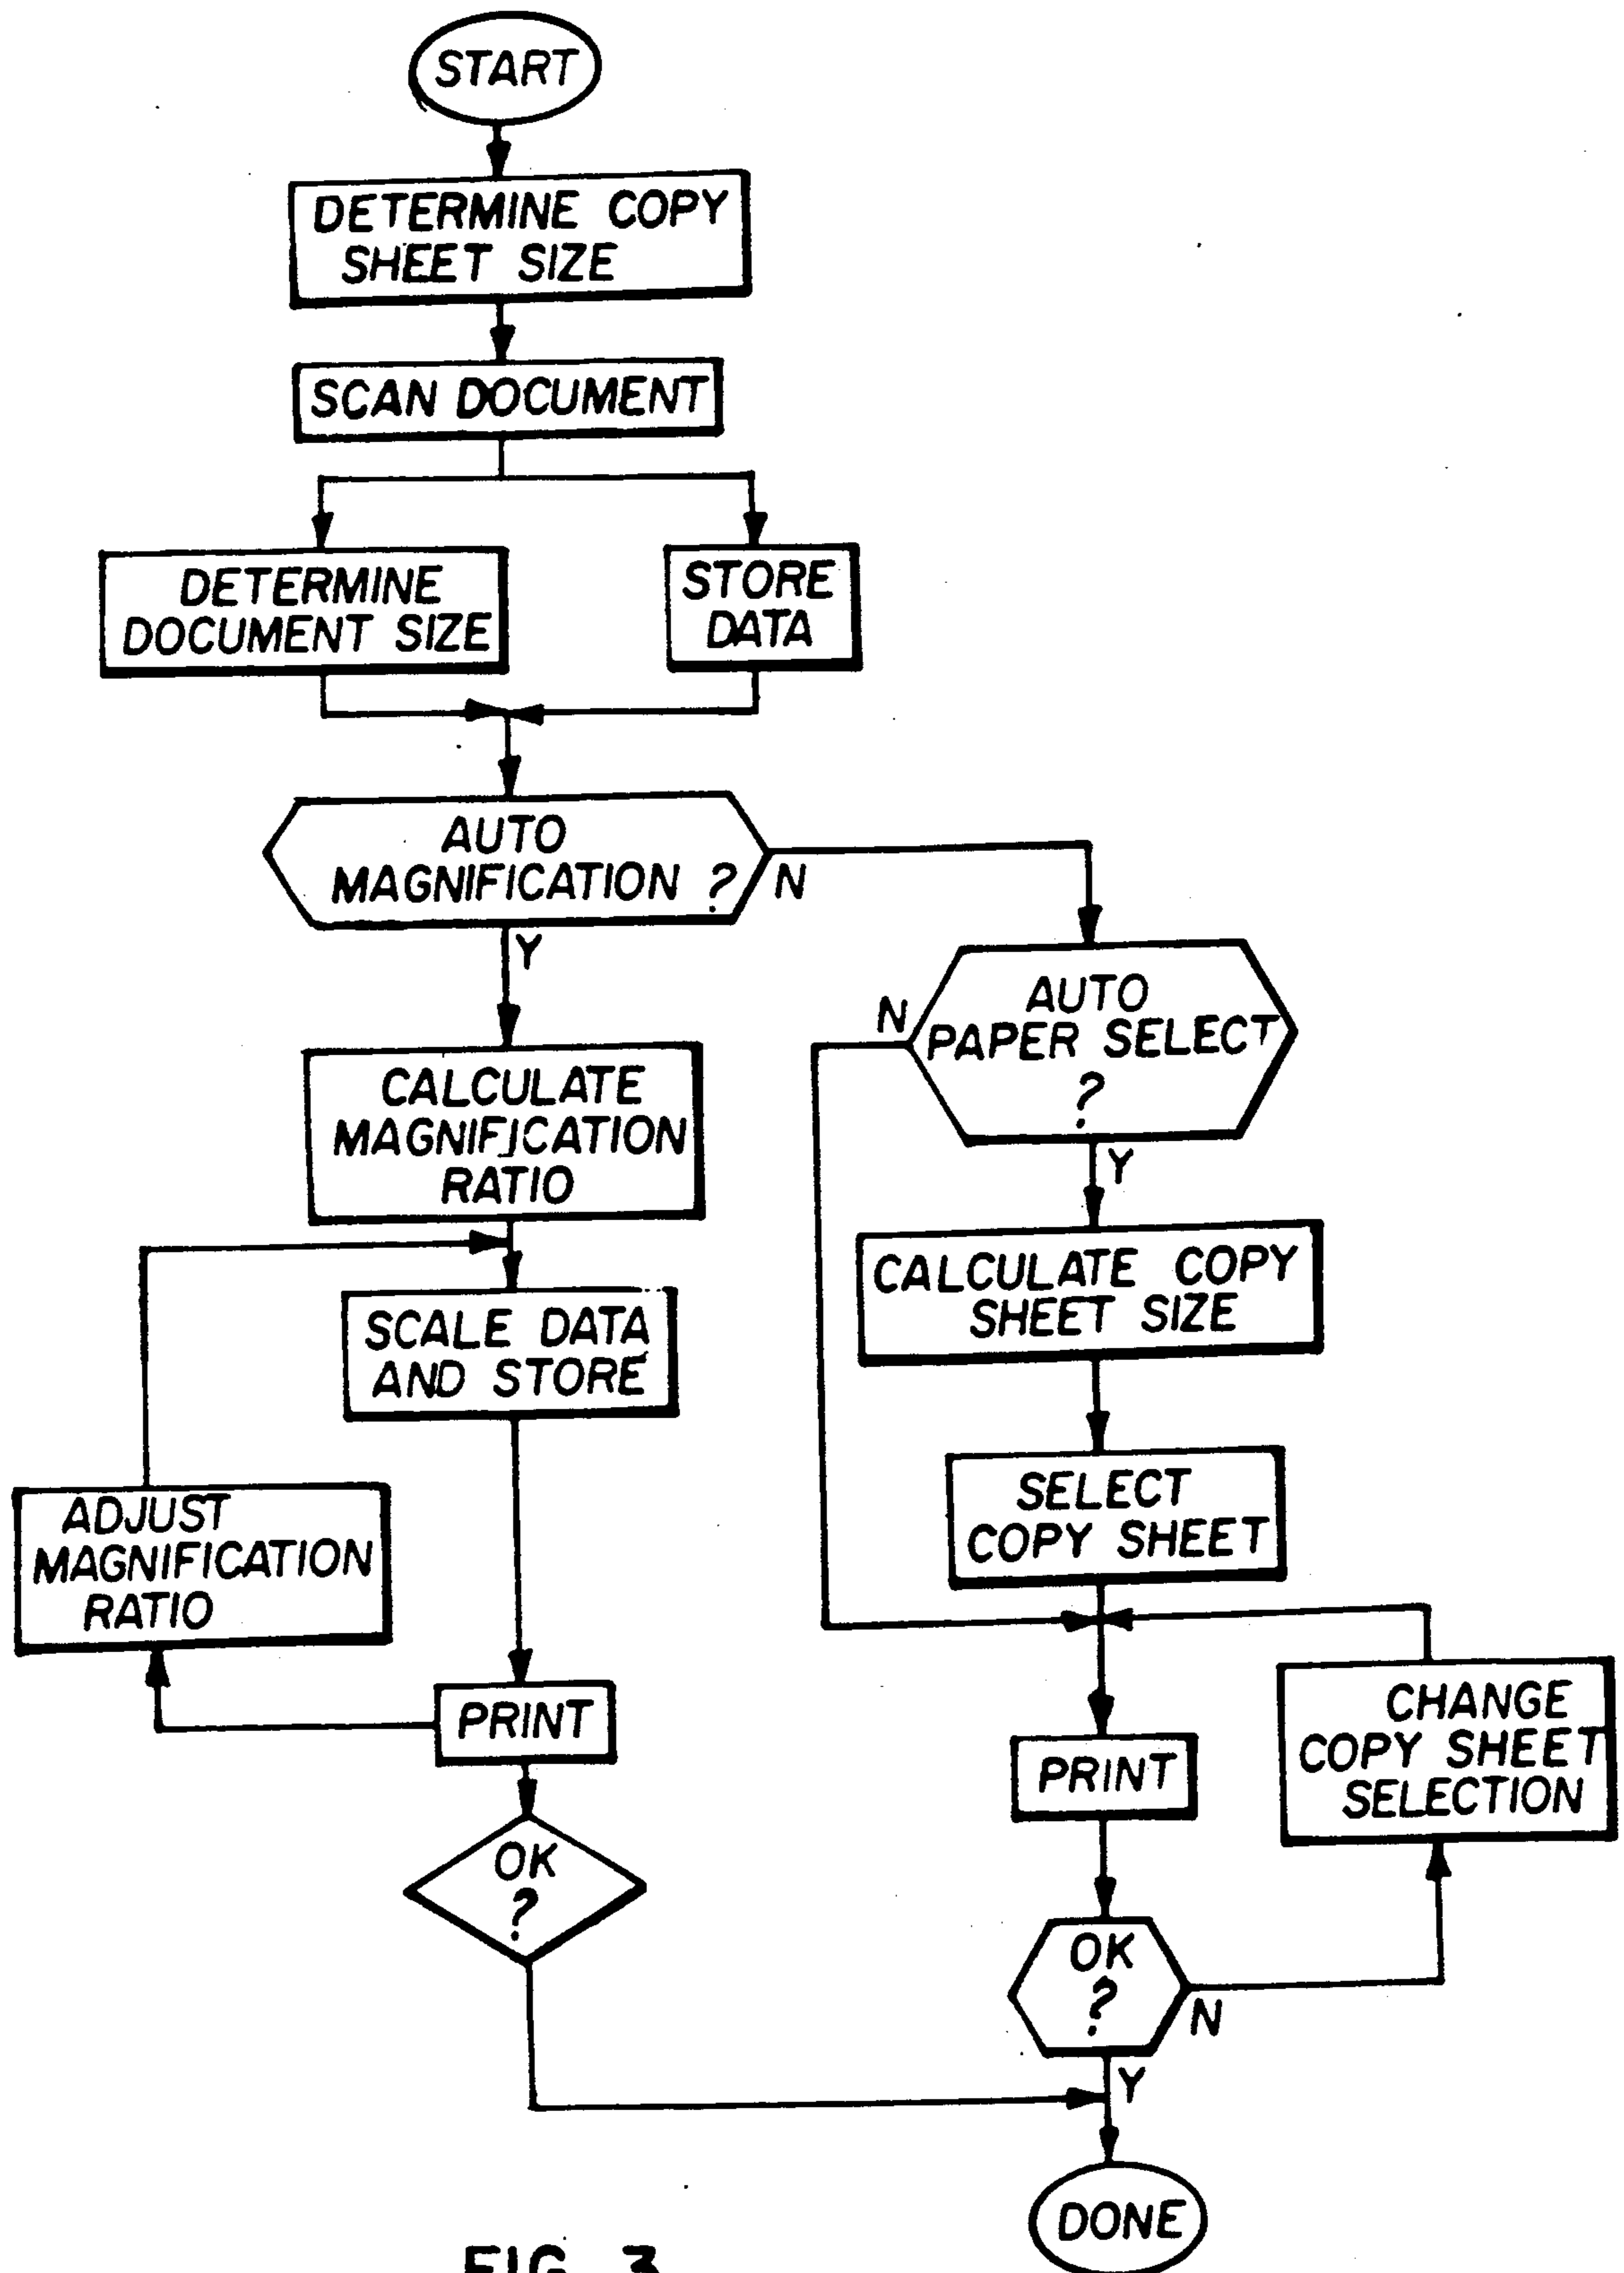 START
DETERMINE COPY
SHEET SIZE
SCAN DOCUMENT
DETERMINE
DOCUMENT SIZE
STORE
DATA
AUTO
MAGNIFICATION ?
N
Y
AUTO
PAPER SELECT
?
N
Y
CALCULATE
MAGNIFICATION
RATIO
CALCULATE COPY
SHEET SIZE
SCALE DATA
AND STORE
SELECT
COPY SHEET
ADJUST
MAGNIFICATION
RATIO
PRINT
CHANGE
COPY SHEET
SELECTION
PRINT
OK
?
OK
?
N
Y
DONE
FIG. 3